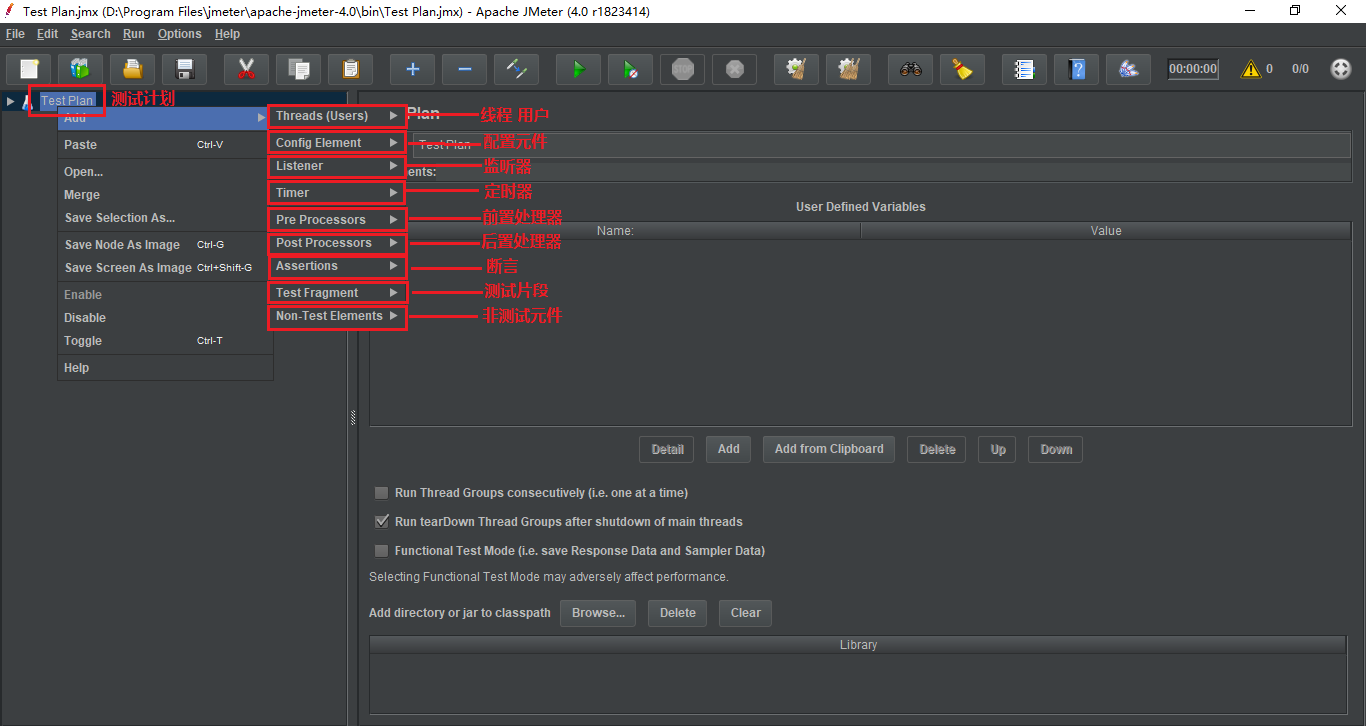 Test Plan.jmx (D:\Program Files\jmeter\apache-jmeter-4.0\bin\Test Plan.jmx) - Apache JMeter (4.0 r1823414)
File Edit Search Run Options Help
STOP 00:00:00 0 0/0
Test Plan 测试计划
Add
Paste Ctrl-V
Open...
Merge
Save Selection As...
Save Node As Image Ctrl-G
Save Screen As Image Ctrl+Shift-G
Enable
Disable
Toggle Ctrl-T
Help
Threads (Users) 线程 用户
Config Element 配置元件
Listener 监听器
Timer 定时器
Pre Processors 前置处理器
Post Processors 后置处理器
Assertions 断言
Test Fragment 测试片段
Non-Test Elements 非测试元件
Plan
Test Plan
ents:
User Defined Variables
Name: Value
Detail Add Add from Clipboard Delete Up Down
Run Thread Groups consecutively (i.e. one at a time)
Run tearDown Thread Groups after shutdown of main threads
Functional Test Mode (i.e. save Response Data and Sampler Data)
Selecting Functional Test Mode may adversely affect performance.
Add directory or jar to classpath Browse... Delete Clear
Library